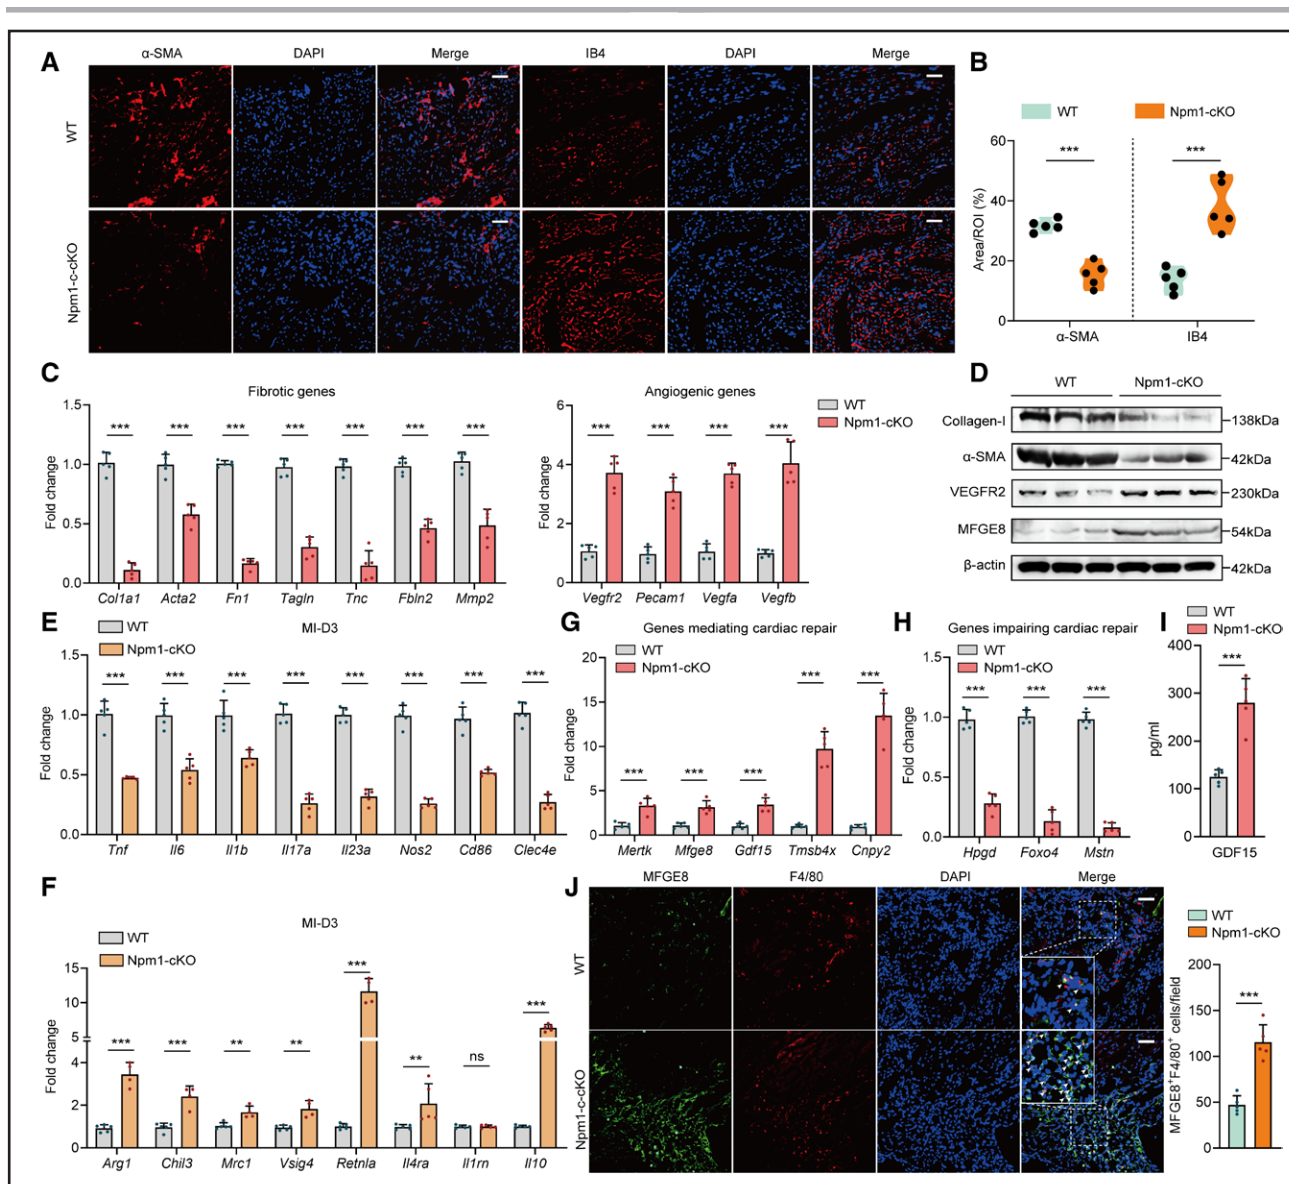 A
α-SMA DAPI Merge IB4 DAPI Merge
WT
Npm1-c-cKO
B
WT Npm1-cKO
Area/ROI (%)
60
40
20
0
*** ***
α-SMA IB4
C
Fibrotic genes
WT
Npm1-cKO
Fold change
1.5
1.0
0.5
0.0
*** *** *** *** *** *** ***
Col1a1 Acta2 Fn1 Tagln Tnc Fbln2 Mmp2
Angiogenic genes
Fold change
6
4
2
0
*** *** *** ***
Vegfr2 Pecam1 Vegfa Vegfb
D
WT Npm1-cKO
Collagen-I 138kDa
α-SMA 42kDa
VEGFR2 230kDa
MFGE8 54kDa
β-actin 42kDa
E
MI-D3
WT
Npm1-cKO
Fold change
1.5
1.0
0.5
0.0
*** *** *** *** *** *** *** ***
Tnf Il6 Il1b Il17a Il23a Nos2 Cd86 Clec4e
F
MI-D3
WT
Npm1-cKO
Fold change
15
10
5
4
2
0
*** *** ** ** *** ** ns ***
Arg1 Chil3 Mrc1 Vsig4 Retnla Il4ra Il1rn Il10
G
Genes mediating cardiac repair
WT
Npm1-cKO
Fold change
20
15
10
5
0
*** *** *** *** ***
Mertk Mfge8 Gdf15 Tmsb4x Cnpy2
H
Genes impairing cardiac repair
WT
Npm1-cKO
Fold change
1.5
1.0
0.5
0.0
*** *** ***
Hpgd Foxo4 Mstn
I
WT
Npm1-cKO
pg/ml
400
300
200
100
0
***
GDF15
J
MFGE8 F4/80 DAPI Merge
WT
Npm1-c-cKO
WT
Npm1-cKO
MFGE8⁺F4/80⁺ cells/field
200
150
100
50
0
***